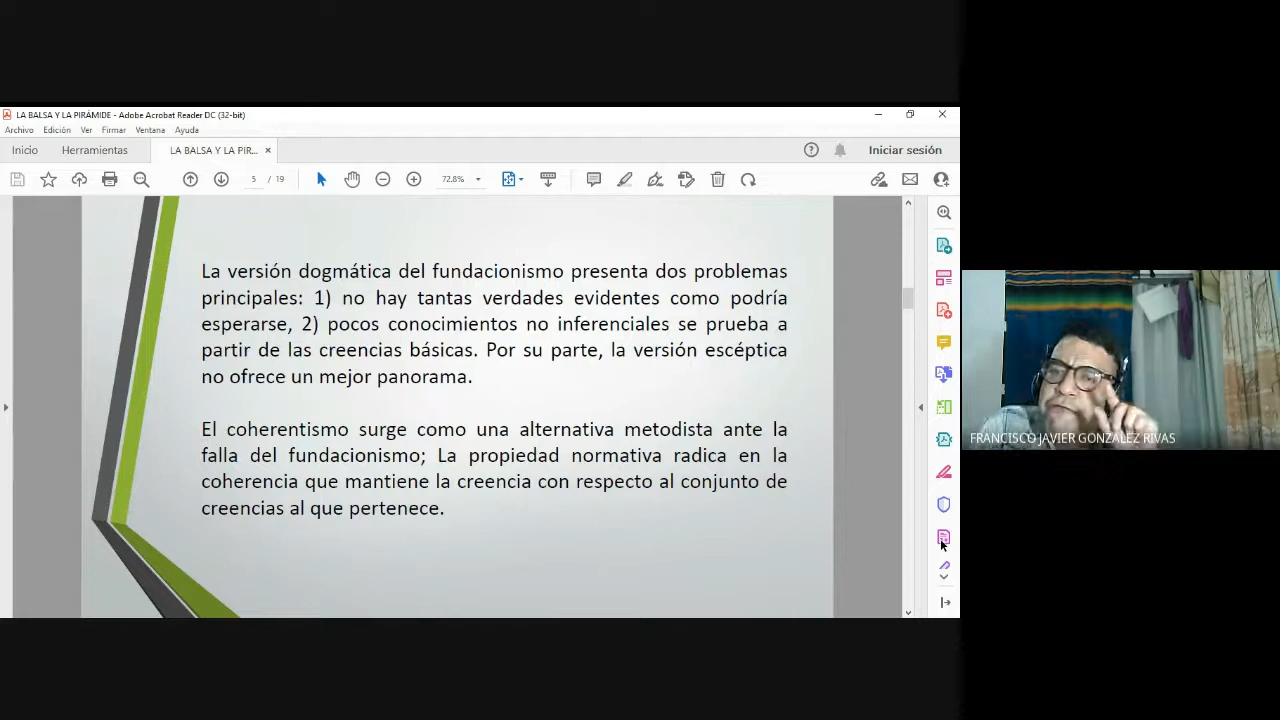 LA BALSA Y LA PIRÁMIDE - Adobe Acrobat Reader DC (32-bit)
Archivo Edición Ver Firmar Ventana Ayuda
Inicio Herramientas LA BALSA Y LA PIR... × Iniciar sesión
5 / 19 72.8%
La versión dogmática del fundacionismo presenta dos problemas
principales: 1) no hay tantas verdades evidentes como podría
esperarse, 2) pocos conocimientos no inferenciales se prueba a
partir de las creencias básicas. Por su parte, la versión escéptica
no ofrece un mejor panorama.
El coherentismo surge como una alternativa metodista ante la
falla del fundacionismo; La propiedad normativa radica en la
coherencia que mantiene la creencia con respecto al conjunto de
creencias al que pertenece.
FRANCISCO JAVIER GONZALEZ RIVAS